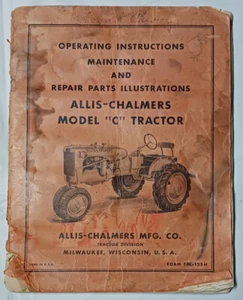 OPERATING INSTRUCTIONS
MAINTENANCE
AND
REPAIR PARTS ILLUSTRATIONS
ALLIS-CHALMERS
MODEL "C" TRACTOR
ALLIS-CHALMERS MFG. CO.
TRACTOR DIVISION
MILWAUKEE, WISCONSIN, U. S. A.
FORM